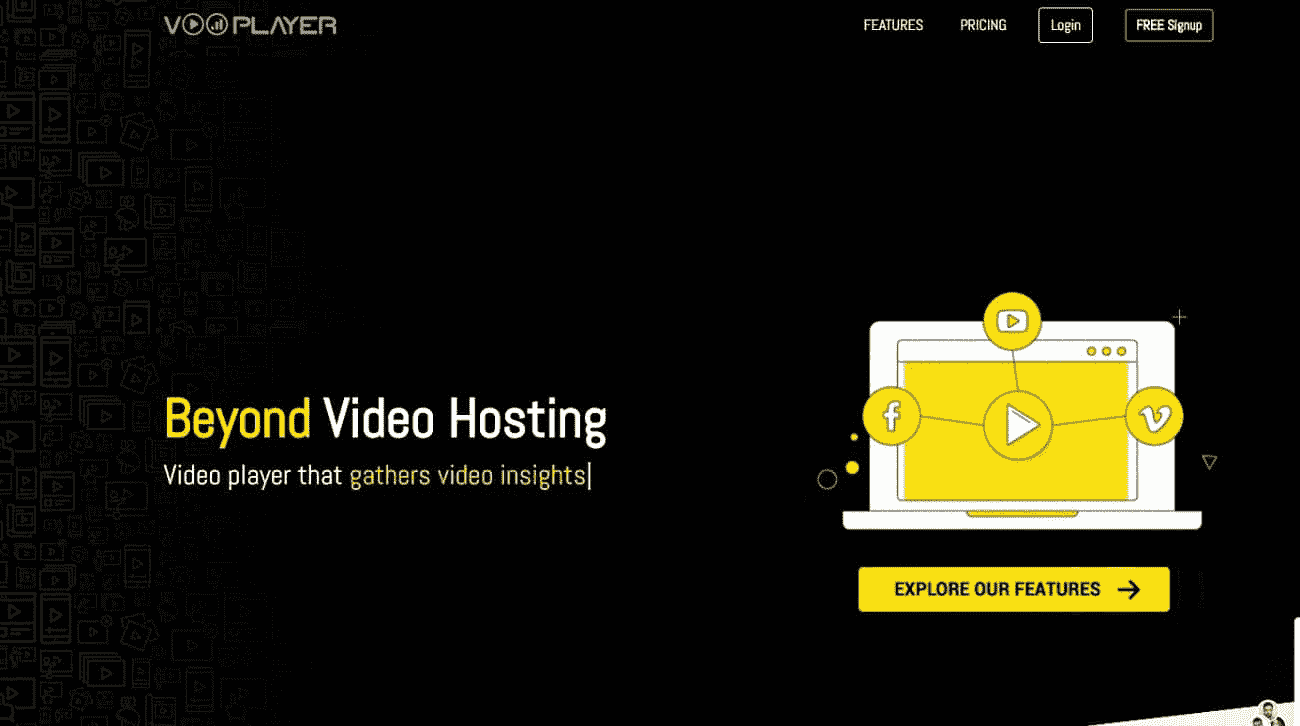 VOOPLAYER
FEATURES
PRICING
Login
FREE Signup
Beyond Video Hosting
Video player that gathers video insights|
EXPLORE OUR FEATURES